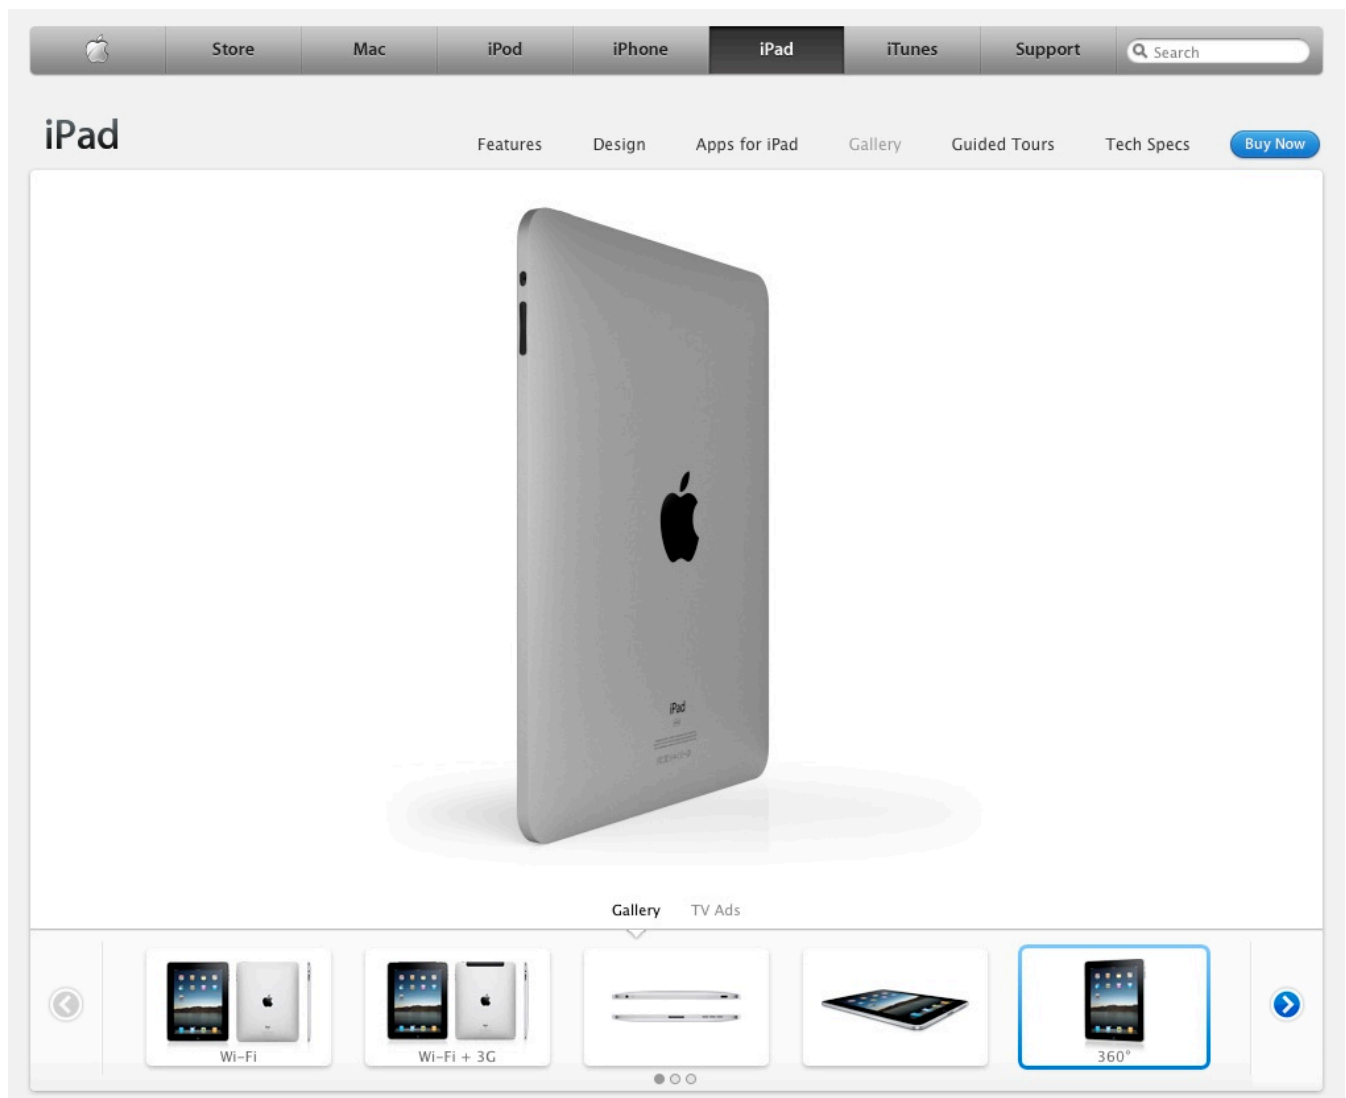 Store Mac iPod iPhone iPad iTunes Support Search
iPad
Features Design Apps for iPad Gallery Guided Tours Tech Specs Buy Now
iPad
Gallery TV Ads
Wi-Fi Wi-Fi + 3G 360°